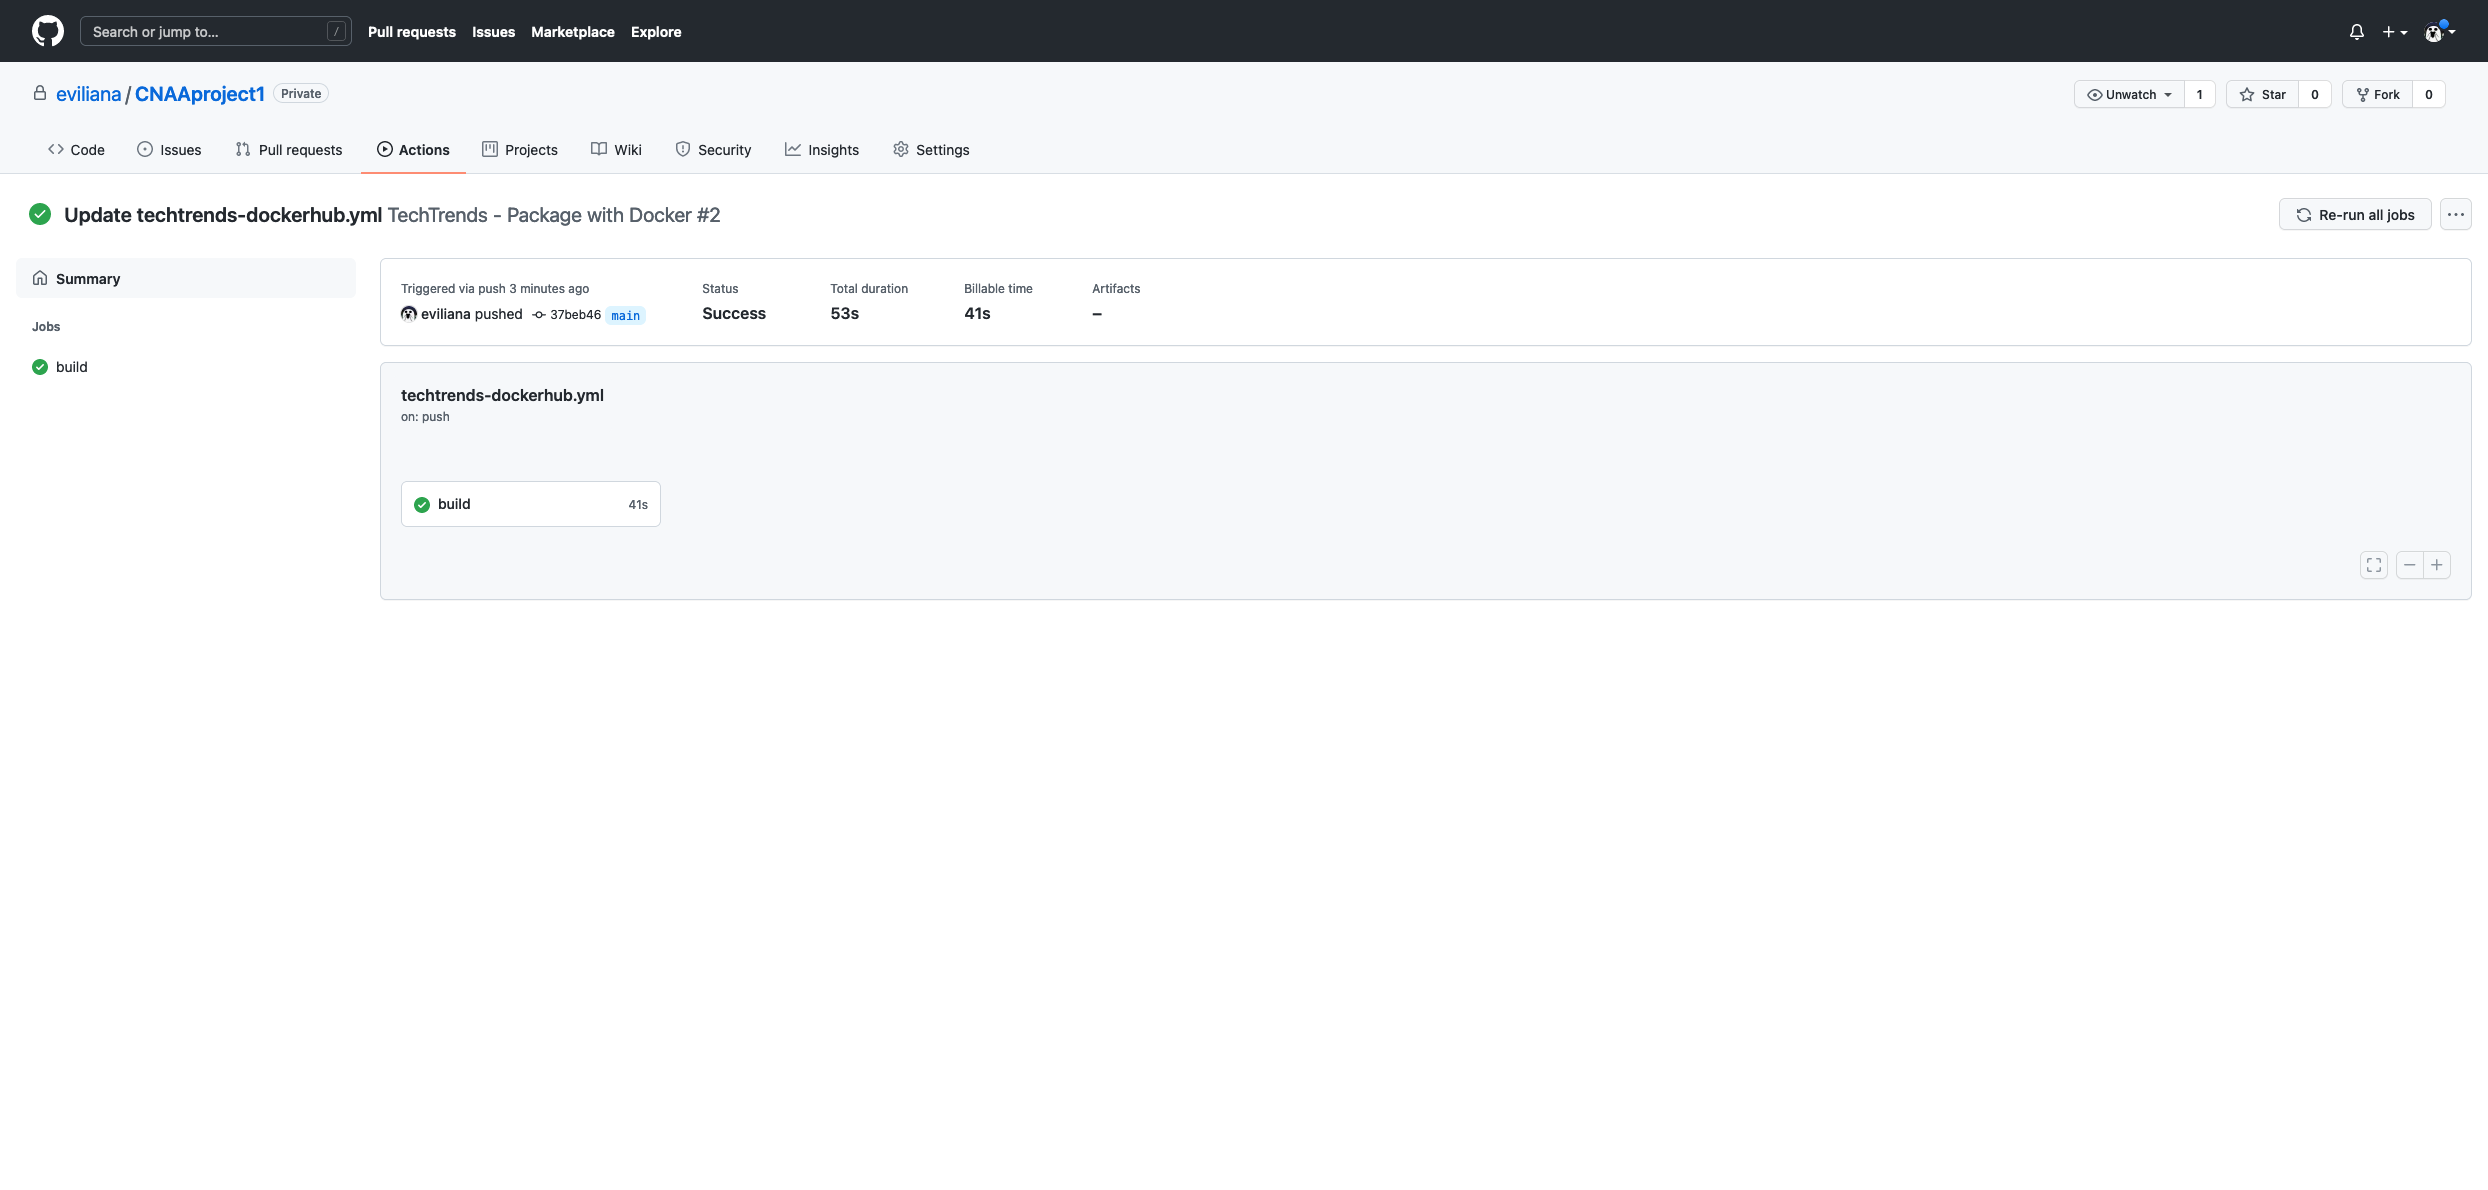 Search or jump to... / Pull requests Issues Marketplace Explore
eviliana / CNAAproject1 Private Unwatch 1 Star 0 Fork 0
Code Issues Pull requests Actions Projects Wiki Security Insights Settings
Update techtrends-dockerhub.yml TechTrends - Package with Docker #2 Re-run all jobs ...
Summary
Jobs
build
Triggered via push 3 minutes ago Status Total duration Billable time Artifacts
eviliana pushed 37beb46 main Success 53s 41s –
techtrends-dockerhub.yml
on: push
build 41s